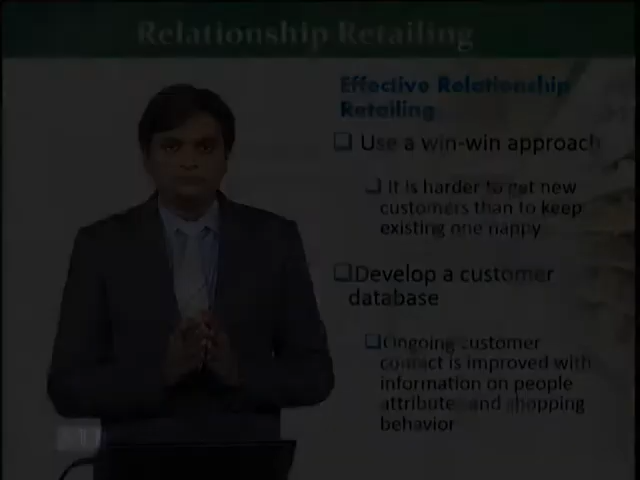 Relationship Retailing
Effective Relationship
Retailing
Use a win-win approach
It is harder to get new
customers than to keep
existing one happy
Develop a customer
database
Ongoing customer
contact is improved with
information on people
attributes and shopping
behavior